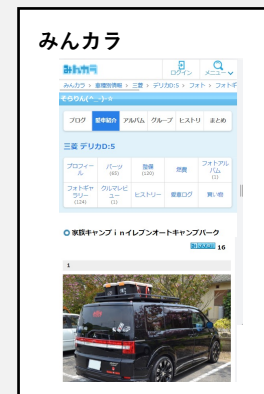 みんカラ
みんカラ
ログイン メニュー
みんカラ › 車種別情報 › 三菱 › デリカD:5 › フォト › フォトギ
そらりん(^_-)-☆
ブログ 愛車紹介 アルバム グループ ヒストリ まとめ
三菱 デリカD:5
プロフィール パーツ (65) 整備 (120) 燃費 フォトアルバム (1)
フォトギャラリー (124) クルマレビュー (1) ヒストリー 愛車ログ 買い物
家族キャンプｉｎイレブンオートキャンプパーク
16
1